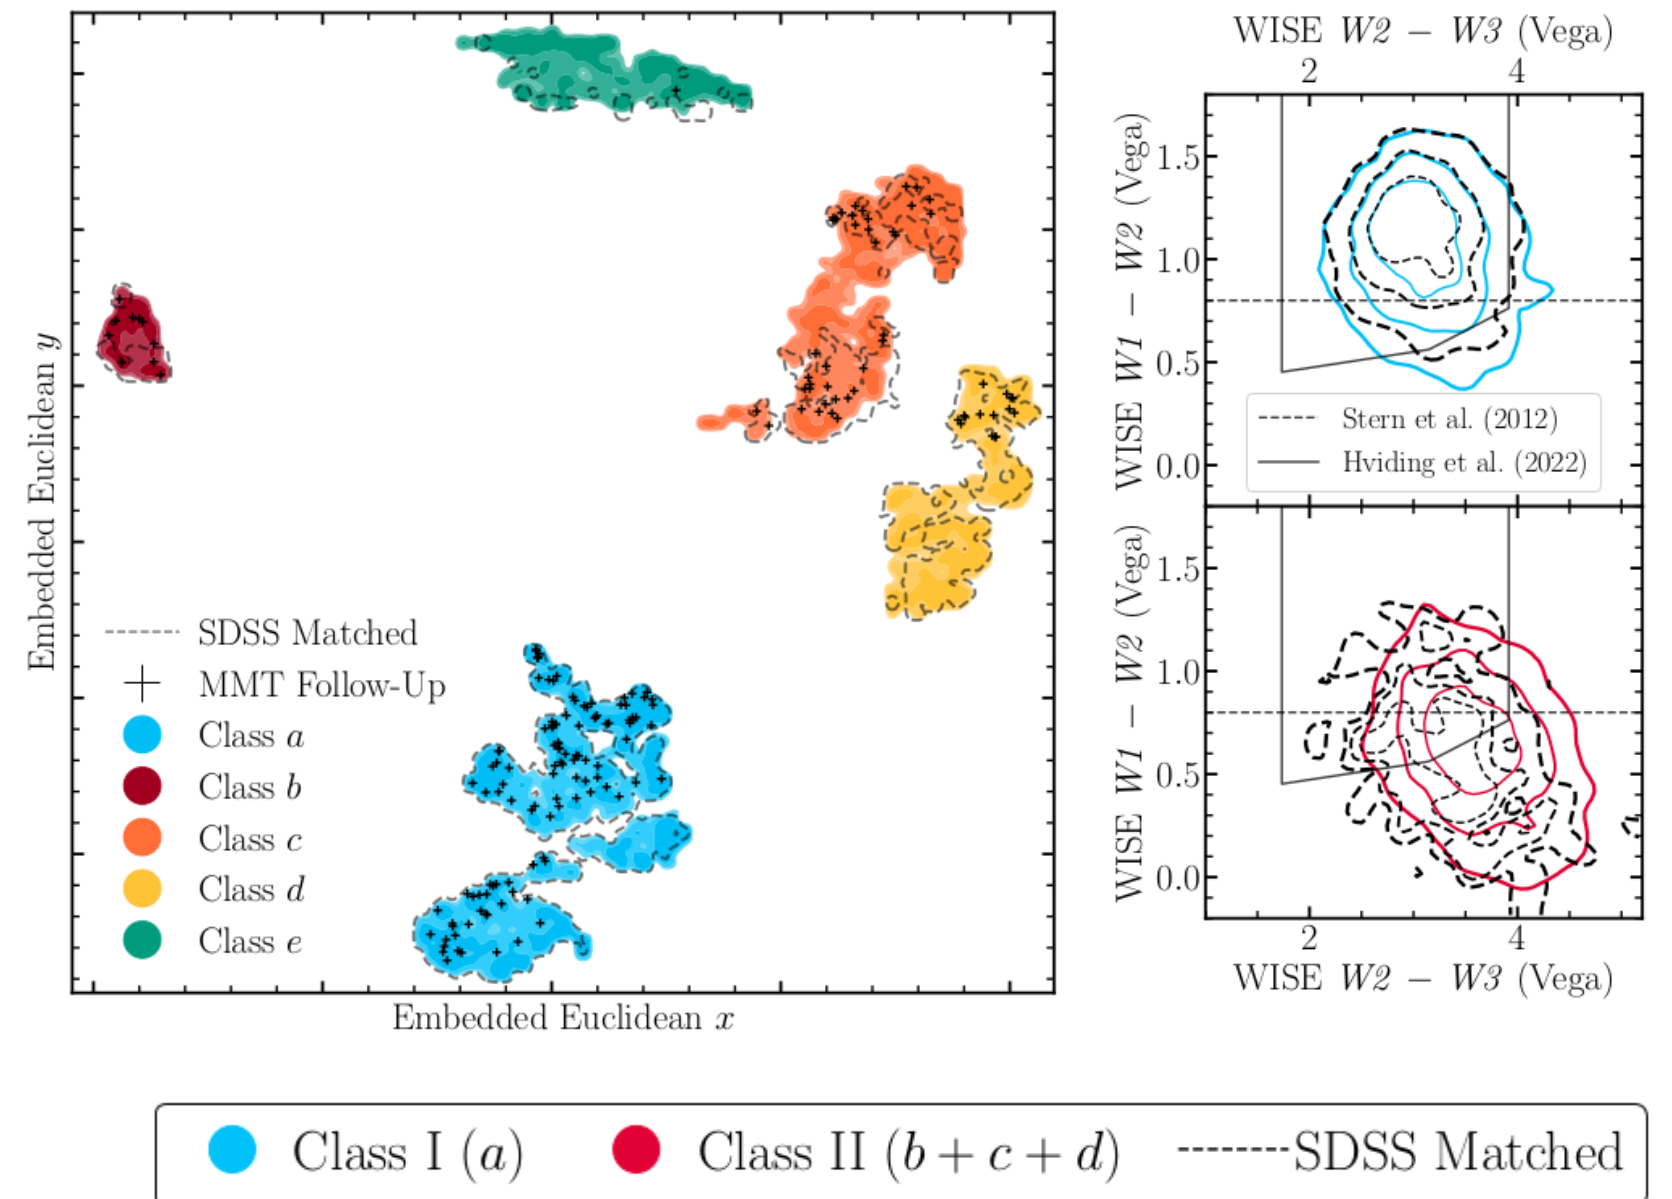 Embedded Euclidean y
SDSS Matched
MMT Follow-Up
Class a
Class b
Class c
Class d
Class e
Embedded Euclidean x
WISE W2 − W3 (Vega)
2 4
WISE W1 − W2 (Vega)
1.5
1.0
0.5
0.0
Stern et al. (2012)
Hviding et al. (2022)
WISE W1 − W2 (Vega)
1.5
1.0
0.5
0.0
2 4
WISE W2 − W3 (Vega)
Class I (a) Class II (b + c + d) SDSS Matched